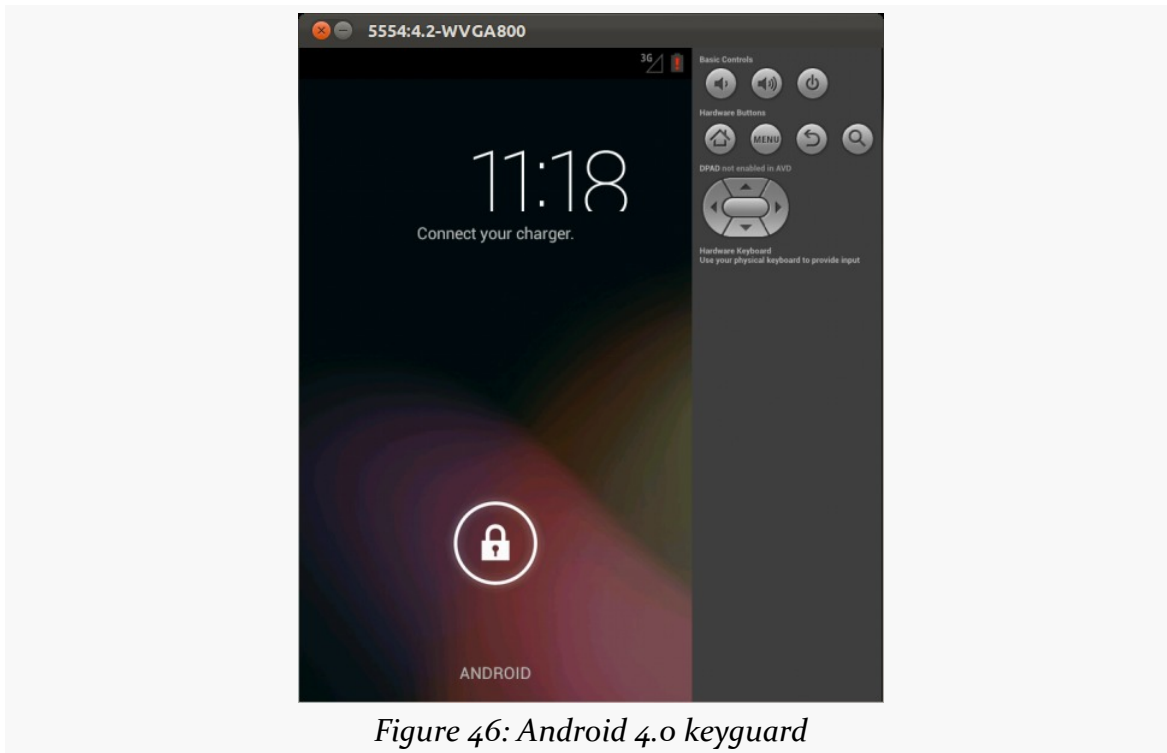 5554:4.2-WVGA800
3G
11:18
Connect your charger.
ANDROID
Basic Controls
Hardware Buttons
MENU
DPAD not enabled in AVD
Hardware Keyboard
Use your physical keyboard to provide input
Figure 46: Android 4.0 keyguard